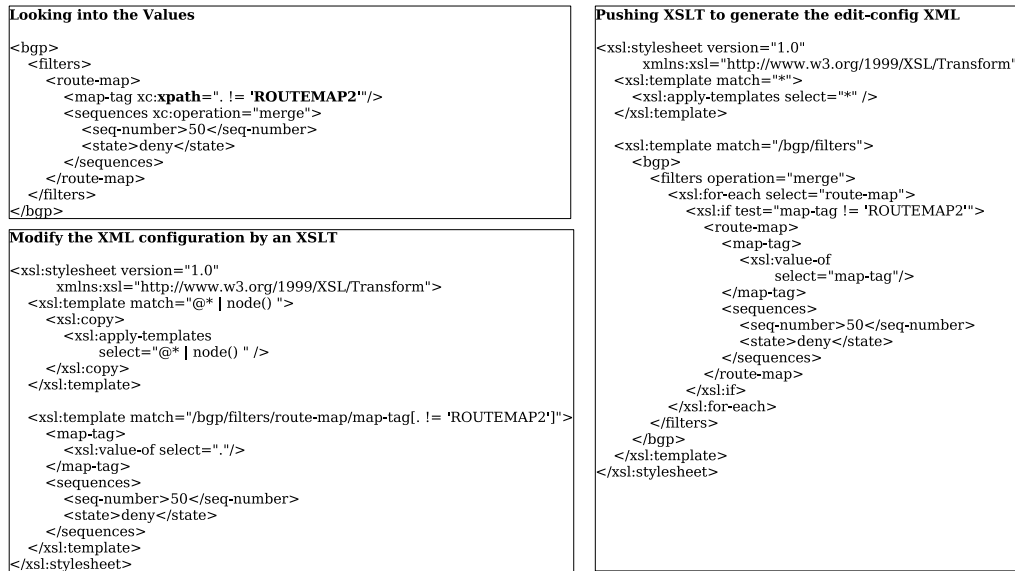 Looking into the Values
<bgp>
<filters>
<route-map>
<map-tag xc:xpath=". != 'ROUTEMAP2'"/>
<sequences xc:operation="merge">
<seq-number>50</seq-number>
<state>deny</state>
</sequences>
</route-map>
</filters>
</bgp>
Modify the XML configuration by an XSLT
<xsl:stylesheet version="1.0"
xmlns:xsl="http://www.w3.org/1999/XSL/Transform">
<xsl:template match="@* | node() ">
<xsl:copy>
<xsl:apply-templates
select="@* | node() " />
</xsl:copy>
</xsl:template>
<xsl:template match="/bgp/filters/route-map/map-tag[. != 'ROUTEMAP2']">
<map-tag>
<xsl:value-of select="."/>
</map-tag>
<sequences>
<seq-number>50</seq-number>
<state>deny</state>
</sequences>
</xsl:template>
</xsl:stylesheet>
Pushing XSLT to generate the edit-config XML
<xsl:stylesheet version="1.0"
xmlns:xsl="http://www.w3.org/1999/XSL/Transform"
<xsl:template match="*">
<xsl:apply-templates select="*" />
</xsl:template>
<xsl:template match="/bgp/filters">
<bgp>
<filters operation="merge">
<xsl:for-each select="route-map">
<xsl:if test="map-tag != 'ROUTEMAP2'">
<route-map>
<map-tag>
<xsl:value-of
select="map-tag"/>
</map-tag>
<sequences>
<seq-number>50</seq-number>
<state>deny</state>
</sequences>
</route-map>
</xsl:if>
</xsl:for-each>
</filters>
</bgp>
</xsl:template>
</xsl:stylesheet>